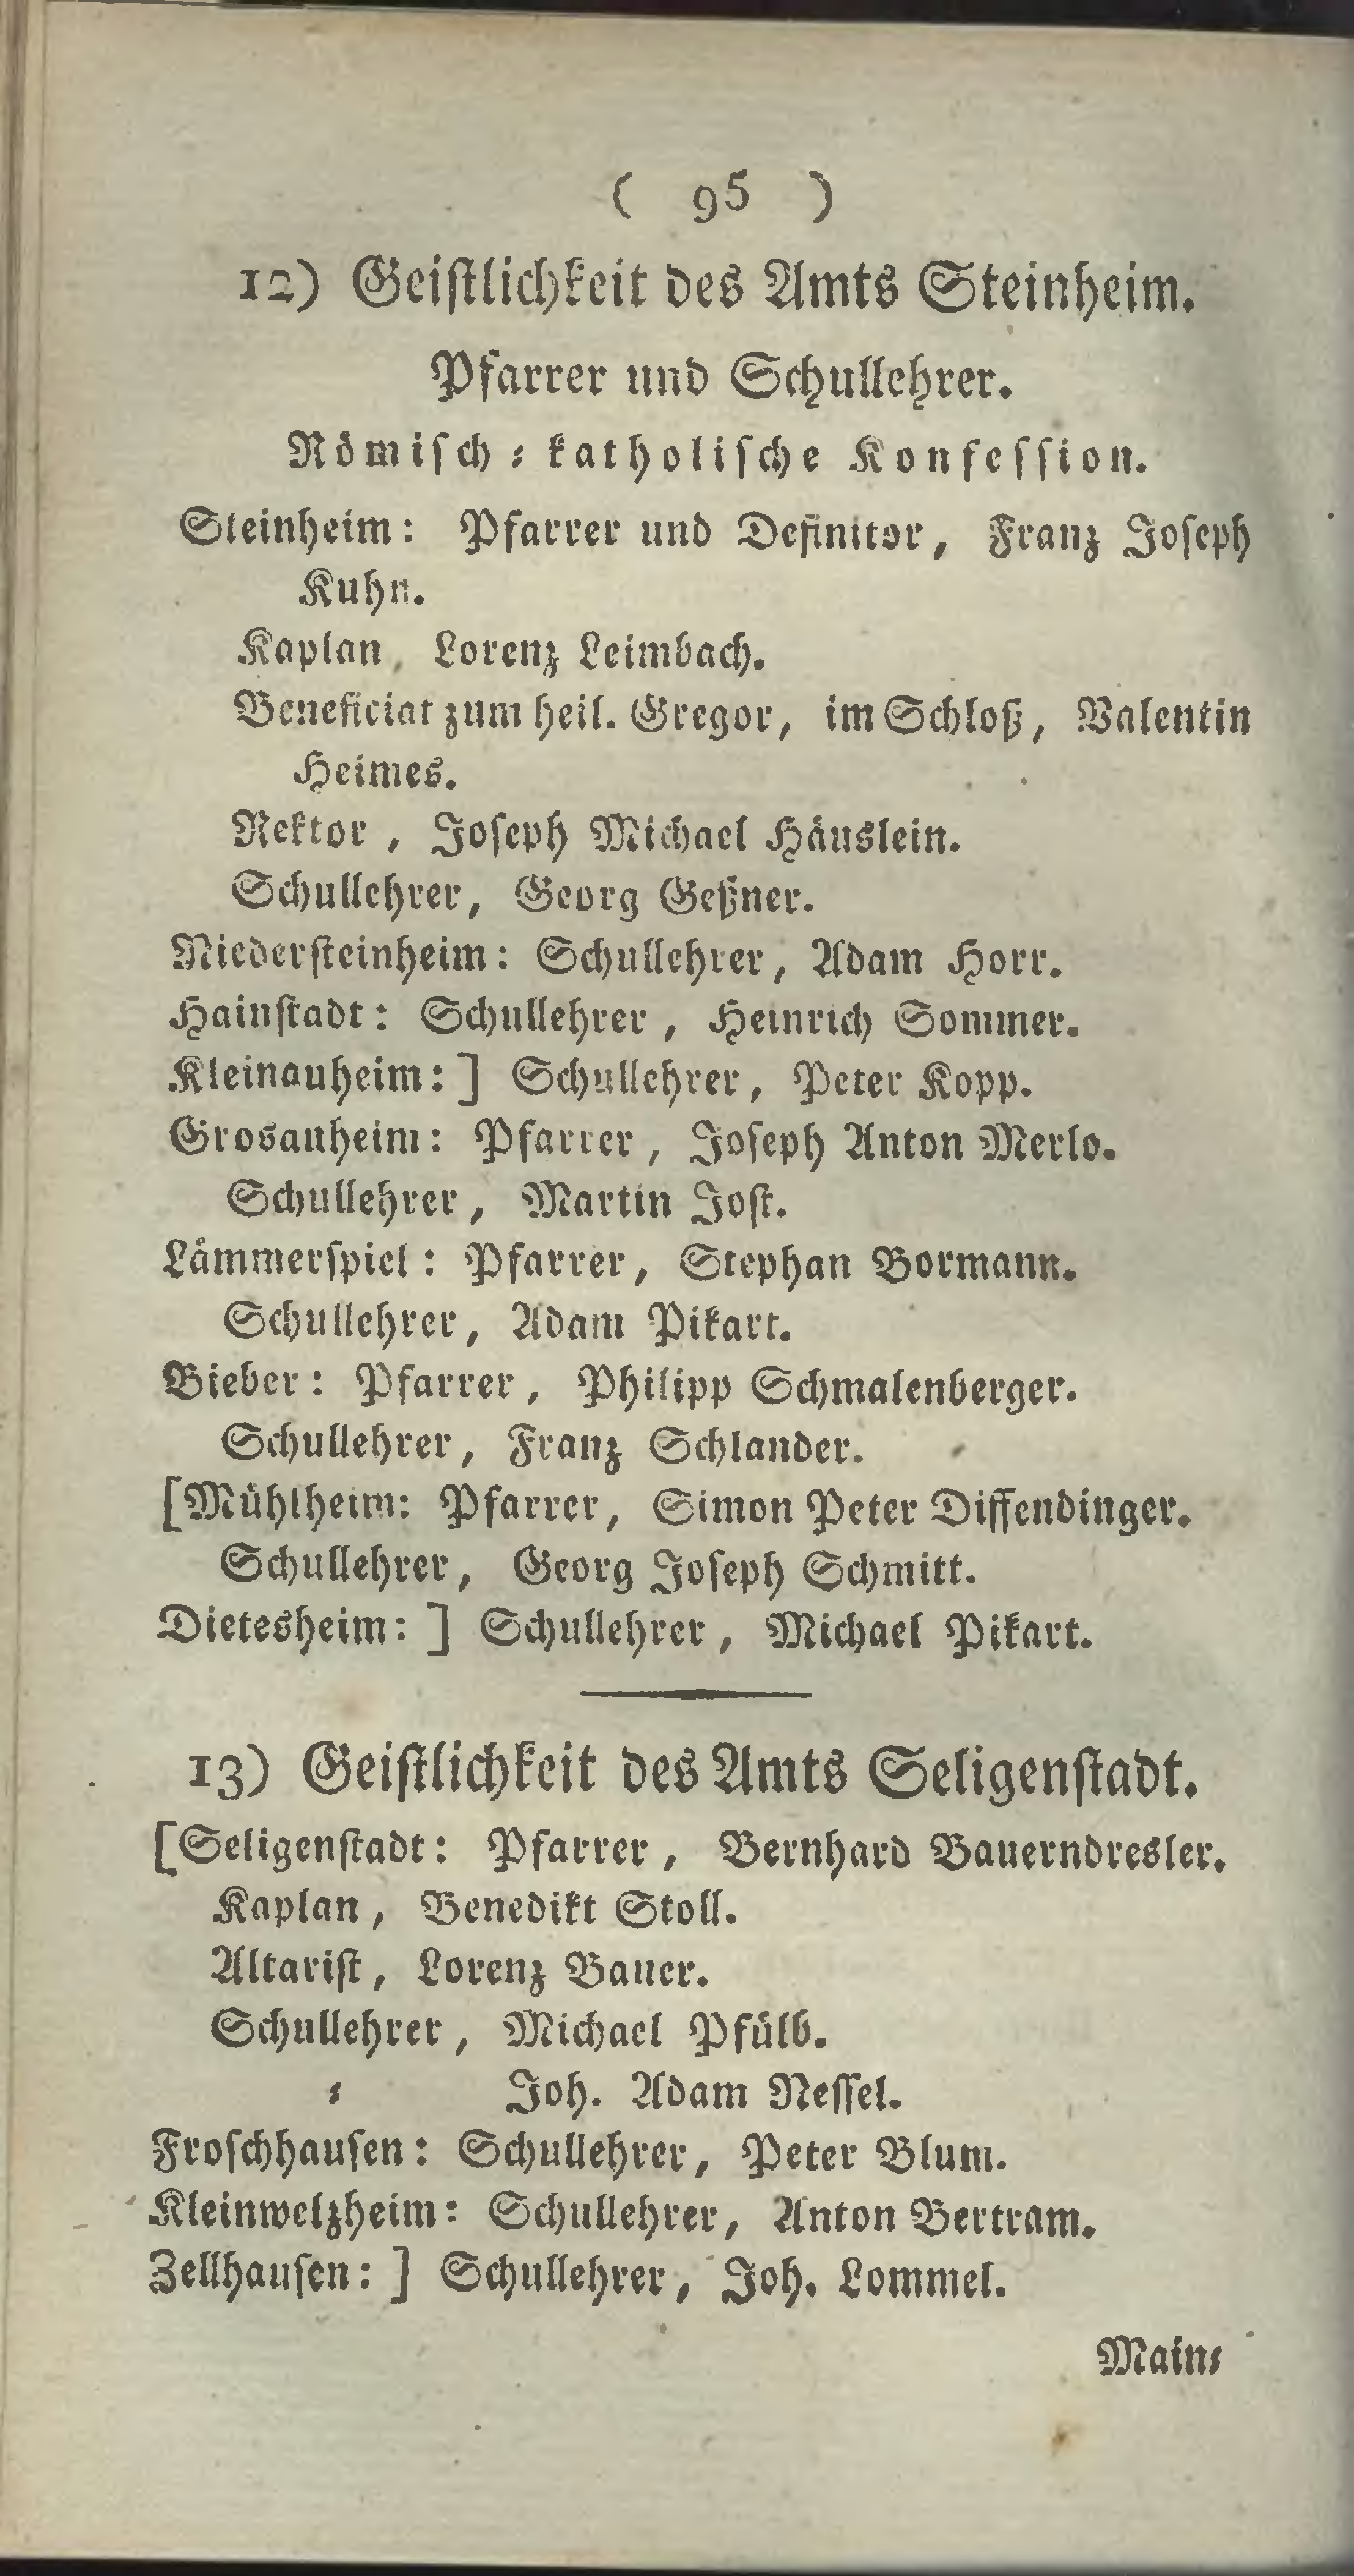 ( 95 )
12) Geiſtlichkeit des Amts Steinheim.
Pfarrer und Schullehrer.
Römiſch⸗katholiſche Konfeſſion.
Steinheim: Pfarrer und Definitor, Franz Joſeph
Kuhn.
Kaplan, Lorenz Leimbach.
Beneficiat zum heil. Gregor, im Schloß, Valentin
Heimes.
Rektor, Joſeph Michael Häuslein.
Schullehrer, Georg Geßner.
Niederſteinheim: Schullehrer, Adam Horr.
Hainſtadt: Schullehrer, Heinrich Sommer.
Kleinauheim:] Schullehrer, Peter Kopp.
Grosauheim: Pfarrer, Joſeph Anton Merlo.
Schullehrer, Martin Joſt.
Lämmerſpiel: Pfarrer, Stephan Bormann.
Schullehrer, Adam Pikart.
Bieber: Pfarrer, Philipp Schmalenberger.
Schullehrer, Franz Schlander.
[Mühlheim: Pfarrer, Simon Peter Diffendinger.
Schullehrer, Georg Joſeph Schmitt.
Dietesheim:] Schullehrer, Michael Pikart.
13) Geiſtlichkeit des Amts Seligenſtadt.
[Seligenſtadt: Pfarrer, Bernhard Bauerndresler.
Kaplan, Benedikt Stoll.
Altariſt, Lorenz Bauer.
Schullehrer, Michael Pfülb.
⸗ Joh. Adam Neſſel.
Froſchhauſen: Schullehrer, Peter Blum.
Kleinwelzheim: Schullehrer, Anton Bertram.
Zellhauſen:] Schullehrer, Joh. Lommel.
Main⸗